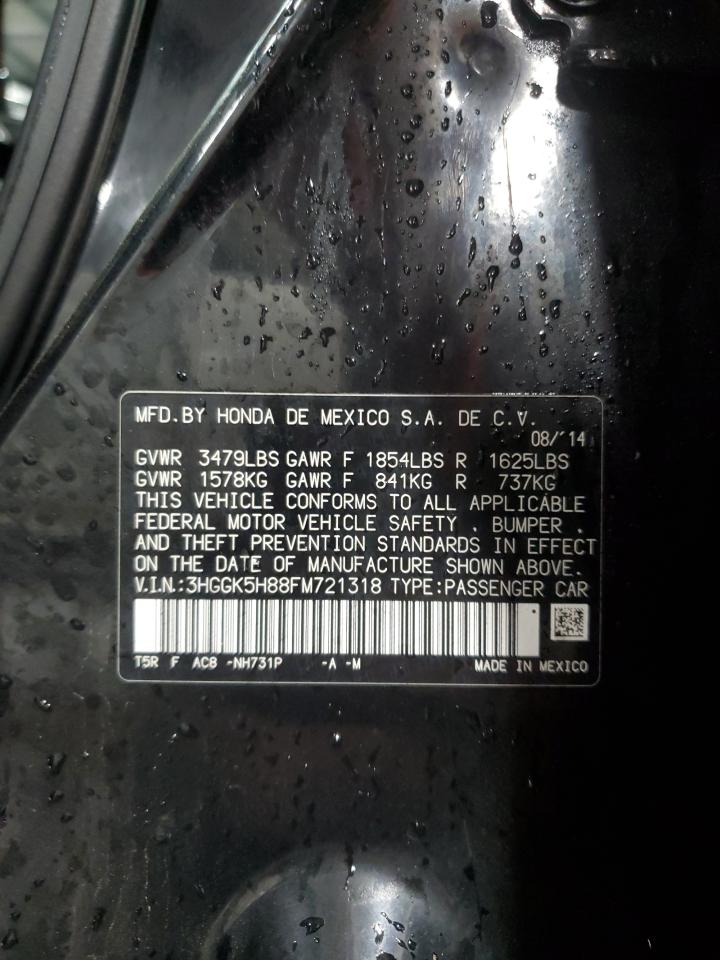 MFD.BY HONDA DE MEXICO S.A. DE C.V.
08/'14
GVWR 3479LBS GAWR F 1854LBS R 1625LBS
GVWR 1578KG GAWR F 841KG R 737KG
THIS VEHICLE CONFORMS TO ALL APPLICABLE
FEDERAL MOTOR VEHICLE SAFETY , BUMPER ,
AND THEFT PREVENTION STANDARDS IN EFFECT
ON THE DATE OF MANUFACTURE SHOWN ABOVE.
V.I.N.:3HGGK5H88FM721318 TYPE:PASSENGER CAR
T5R F AC8 -NH731P -A -M MADE IN MEXICO